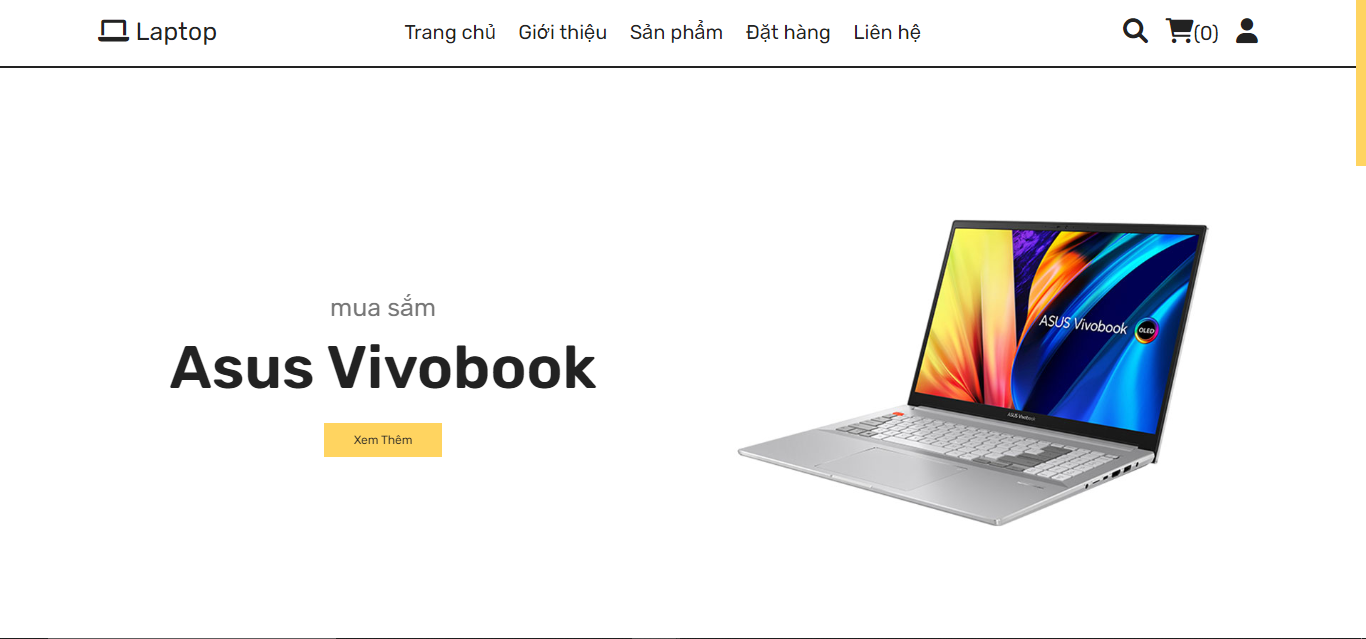 Laptop
Trang chủ Giới thiệu Sản phẩm Đặt hàng Liên hệ
(0)
mua sắm
Asus Vivobook
Xem Thêm
ASUS Vivobook OLED
ASUS Vivobook